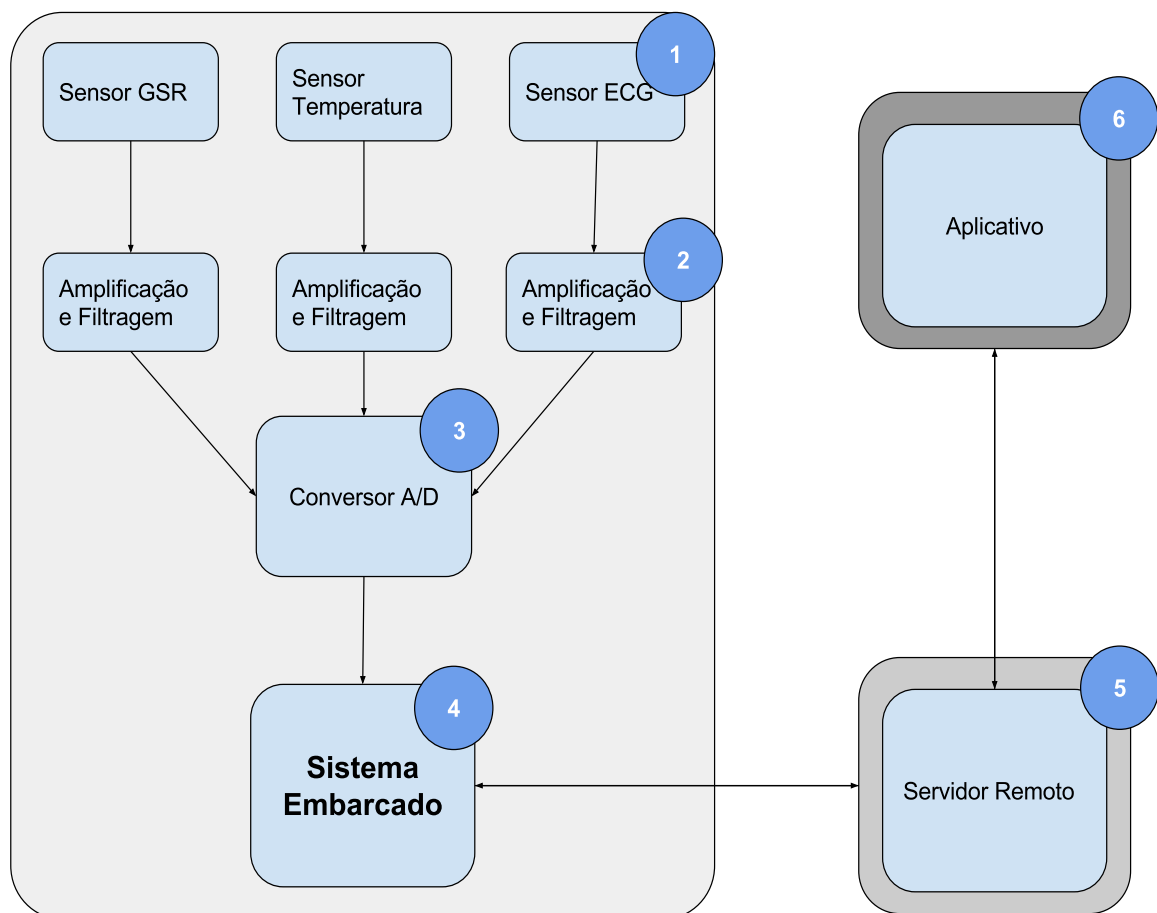 1
Sensor GSR
Sensor
Temperatura
Sensor ECG
6
Aplicativo
2
Amplificação
e Filtragem
Amplificação
e Filtragem
Amplificação
e Filtragem
3
Conversor A/D
4
Sistema
Embarcado
5
Servidor Remoto